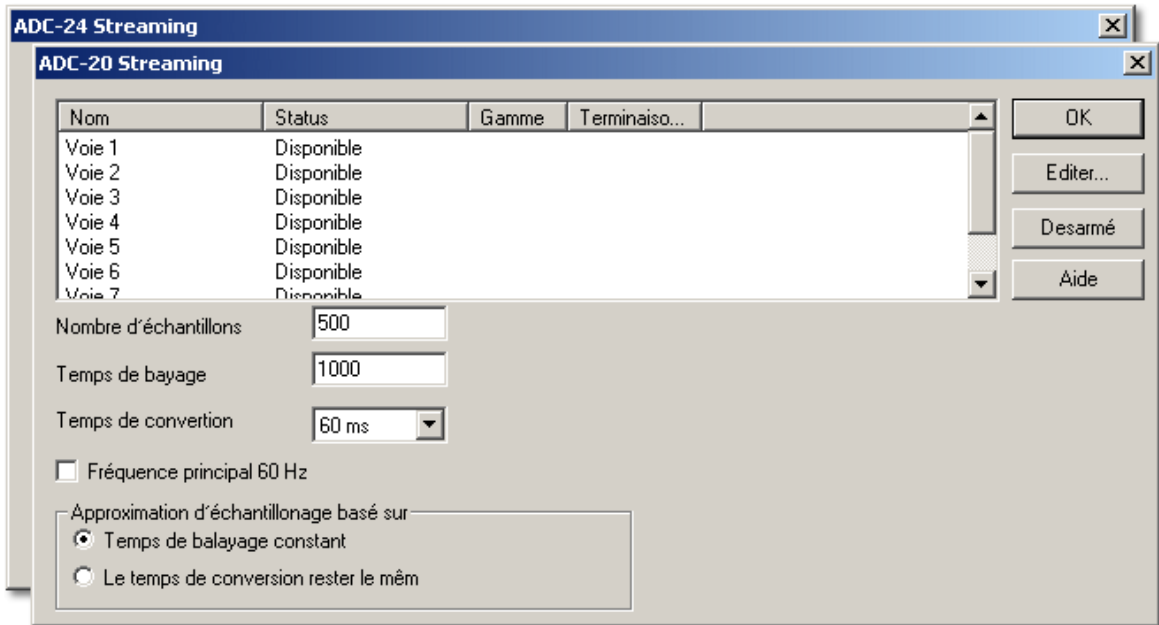 ADC-24 Streaming
ADC-20 Streaming
Nom Status Gamme Terminaiso...
Voie 1 Disponible
Voie 2 Disponible
Voie 3 Disponible
Voie 4 Disponible
Voie 5 Disponible
Voie 6 Disponible
Voie 7 Disponible
OK
Editer...
Desarmé
Aide
Nombre d´échantillons 500
Temps de bayage 1000
Temps de convertion 60 ms
Fréquence principal 60 Hz
Approximation d´échantillonage basé sur
Temps de balayage constant
Le temps de conversion rester le mêm